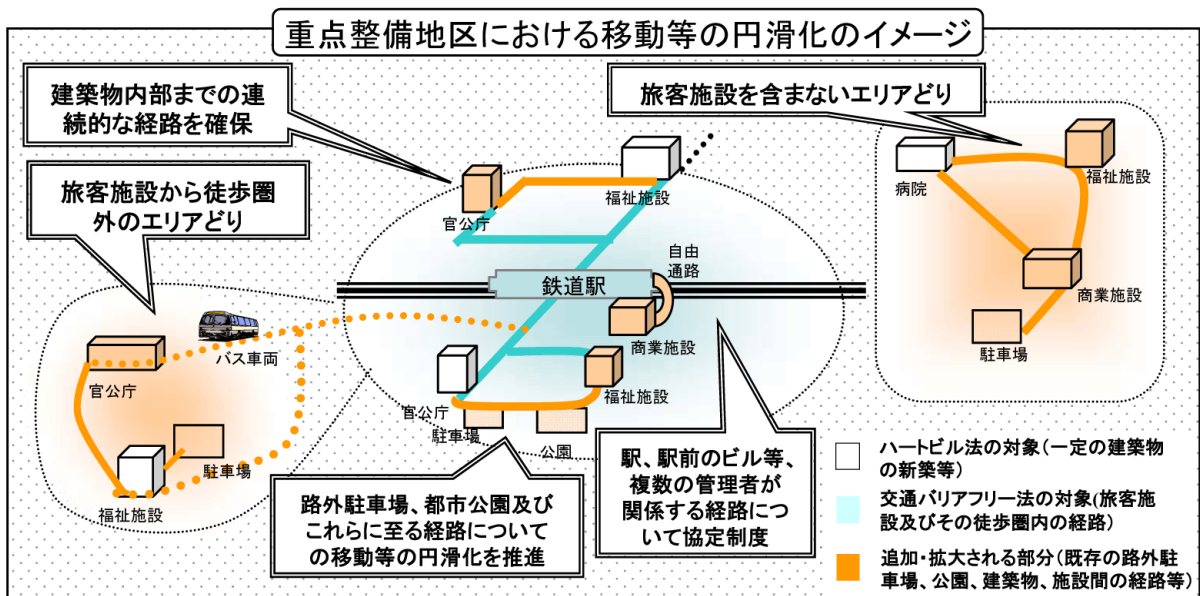 重点整備地区における移動等の円滑化のイメージ
建築物内部までの連
続的な経路を確保
旅客施設を含まないエリアどり
旅客施設から徒歩圏
外のエリアどり
福祉施設
官公庁
自由
通路
鉄道駅
商業施設
福祉施設
官公庁
駐車場
公園
バス車両
官公庁
駐車場
福祉施設
病院
福祉施設
商業施設
駐車場
路外駐車場、都市公園及び
これらに至る経路について
の移動等の円滑化を推進
駅、駅前のビル等、
複数の管理者が
関係する経路につ
いて協定制度
ハートビル法の対象(一定の建築物
の新築等)
交通バリアフリー法の対象(旅客施
設及びその徒歩圏内の経路)
追加・拡大される部分(既存の路外駐
車場、公園、建築物、施設間の経路等)